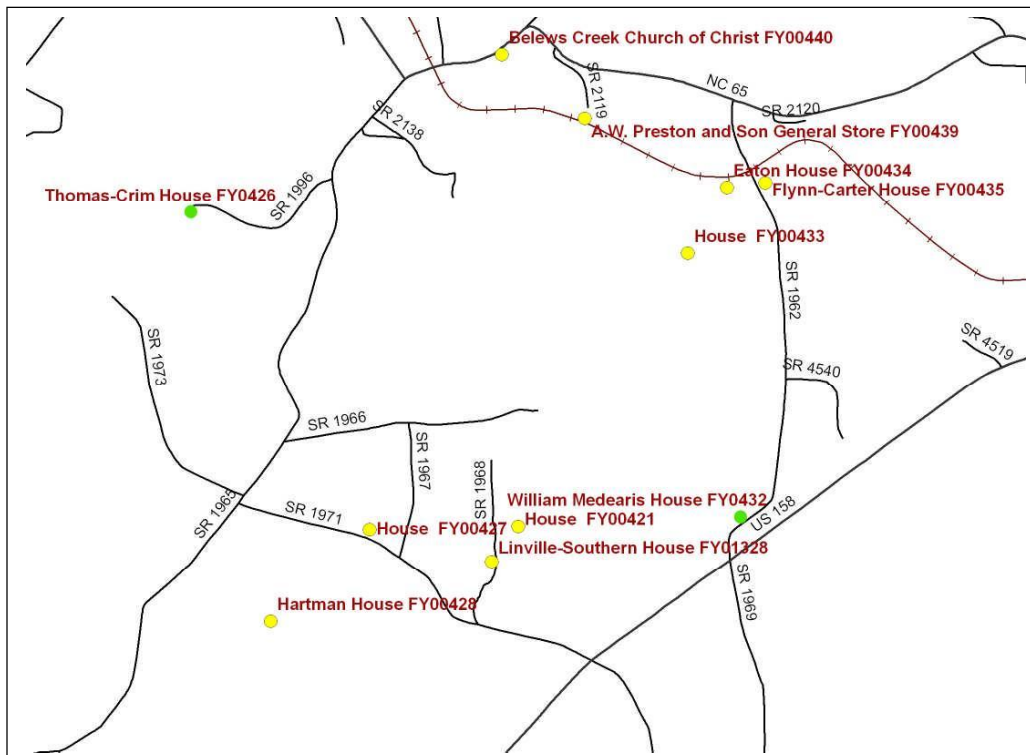 Belews Creek Church of Christ FY00440
SR 2119
NC 65
SR 2120
SR 2138
A.W. Preston and Son General Store FY00439
Eaton House FY00434
Flynn-Carter House FY00435
Thomas-Crim House FY0426
SR 1996
House FY00433
SR 1962
SR 1973
SR 4519
SR 4540
SR 1966
SR 1967
SR 1968
William Medearis House FY0432
House FY00421
US 158
SR 1965
SR 1971
House FY00427
Linville-Southern House FY01328
SR 1969
Hartman House FY00428